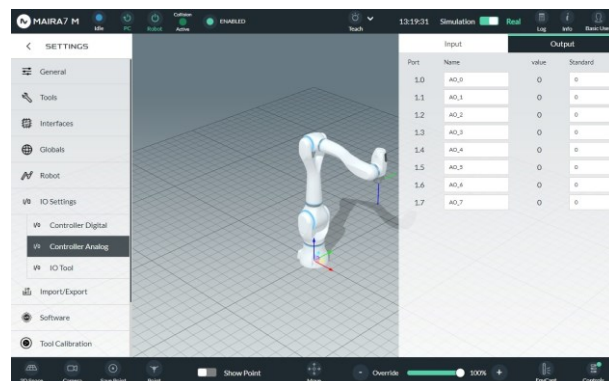 MAIRA7 M
Idle
PC
Robot
Collision
Active
ENABLED
Teach
13:19:31
Simulation
Real
Log
Info
Basic User
SETTINGS
General
Tools
Interfaces
Globals
Robot
I/O IO Settings
I/O Controller Digital
I/O Controller Analog
I/O IO Tool
Import/Export
Software
Tool Calibration
Input
Output
Port Name value Standard
1.0 AO_0 0 0
1.1 AO_1 0 0
1.2 AO_2 0 0
1.3 AO_3 0 0
1.4 AO_4 0 0
1.5 AO_5 0 0
1.6 AO_6 0 0
1.7 AO_7 0 0
3D Space
Camera
Save Point
Point
Show Point
Move
- Override 100% +
Controls